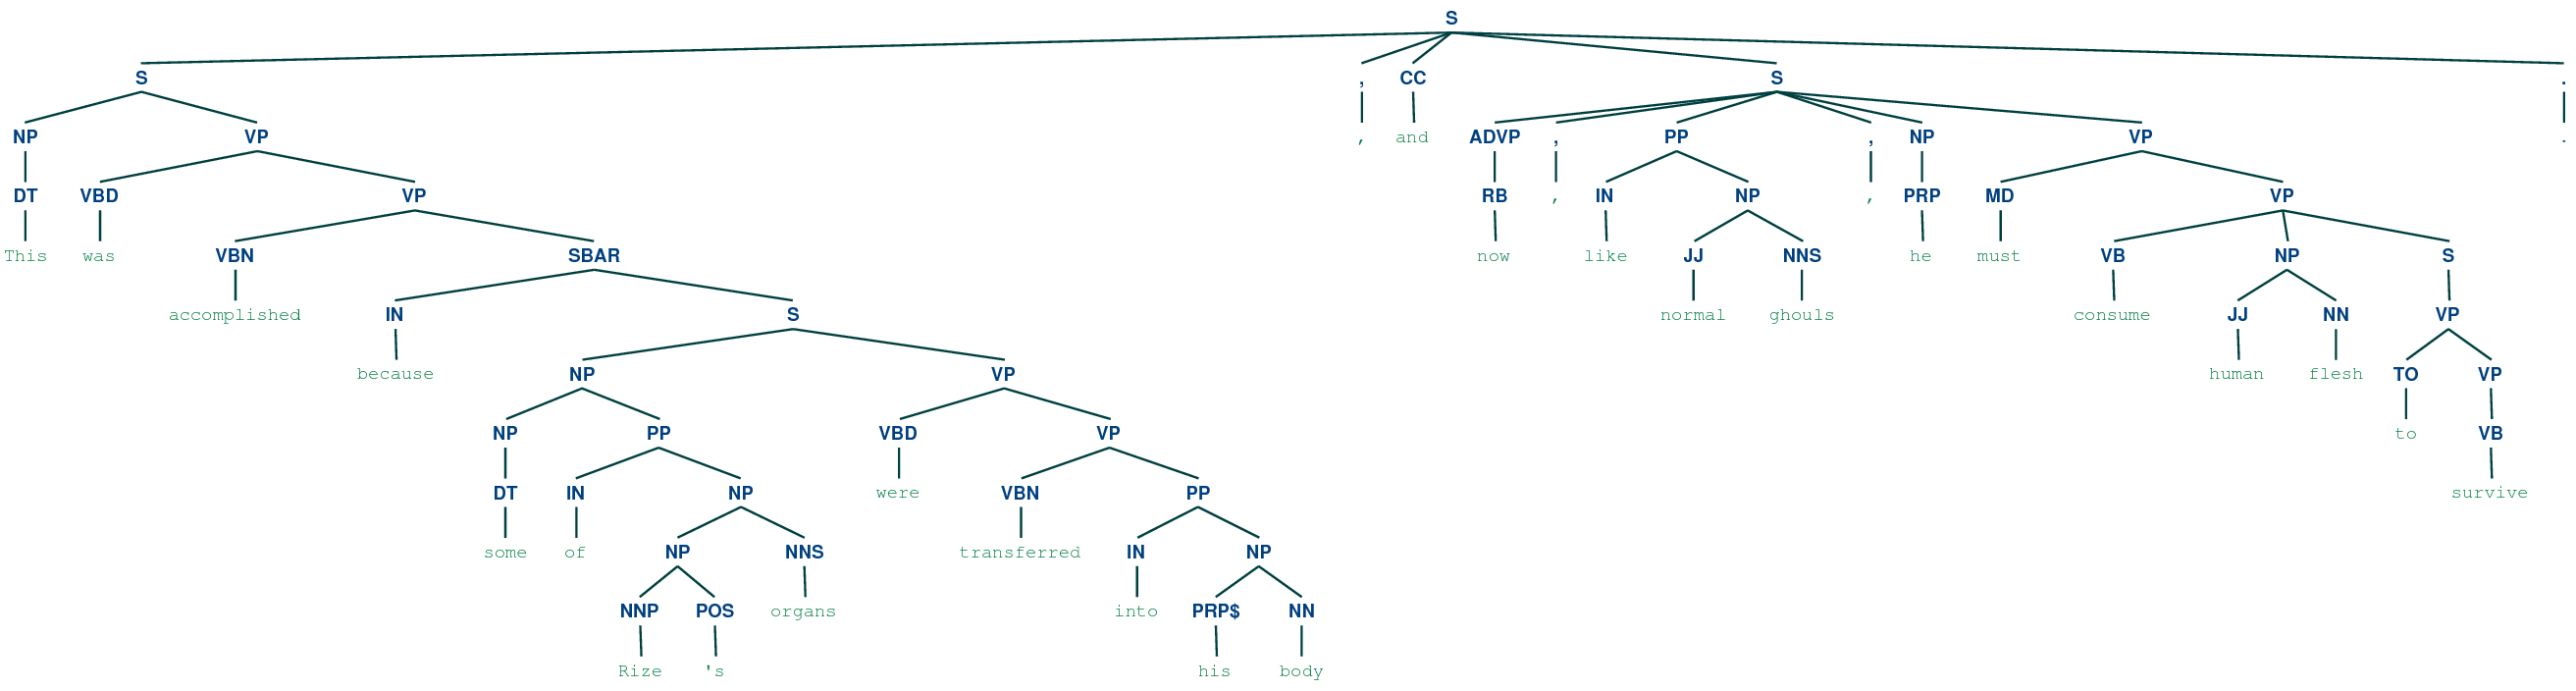 S
S , CC S .
NP VP , and ADVP , PP , NP VP .
DT VBD VP RB , IN NP , PRP MD VP
This was VBN SBAR now like JJ NNS he must VB NP S
accomplished IN S normal ghouls consume JJ NN VP
because NP VP human flesh TO VP
NP PP VBD VP to VB
DT IN NP were VBN PP survive
some of NP NNS transferred IN NP
NNP POS organs into PRP$ NN
Rize 's his body